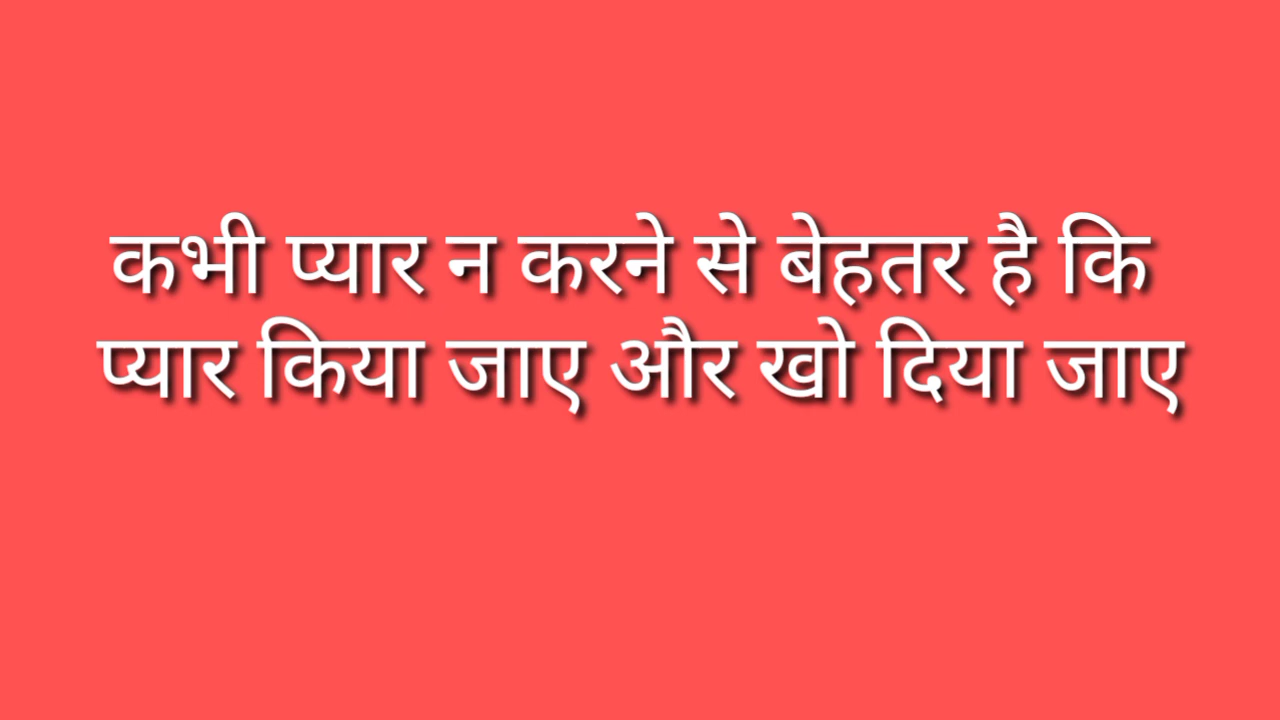 कभी प्यार न करने से बेहतर है कि
प्यार किया जाए और खो दिया जाए